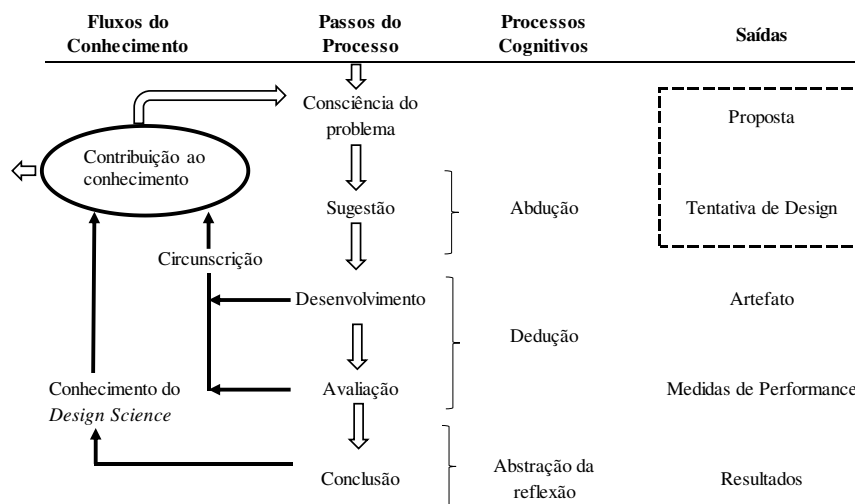 Fluxos do
Conhecimento
Passos do
Processo
Processos
Cognitivos
Saídas
Consciência do
problema
Proposta
Contribuição ao
conhecimento
Sugestão
Abdução
Tentativa de Design
Circunscrição
Desenvolvimento
Artefato
Dedução
Conhecimento do
Design Science
Avaliação
Medidas de Performance
Conclusão
Abstração da
reflexão
Resultados